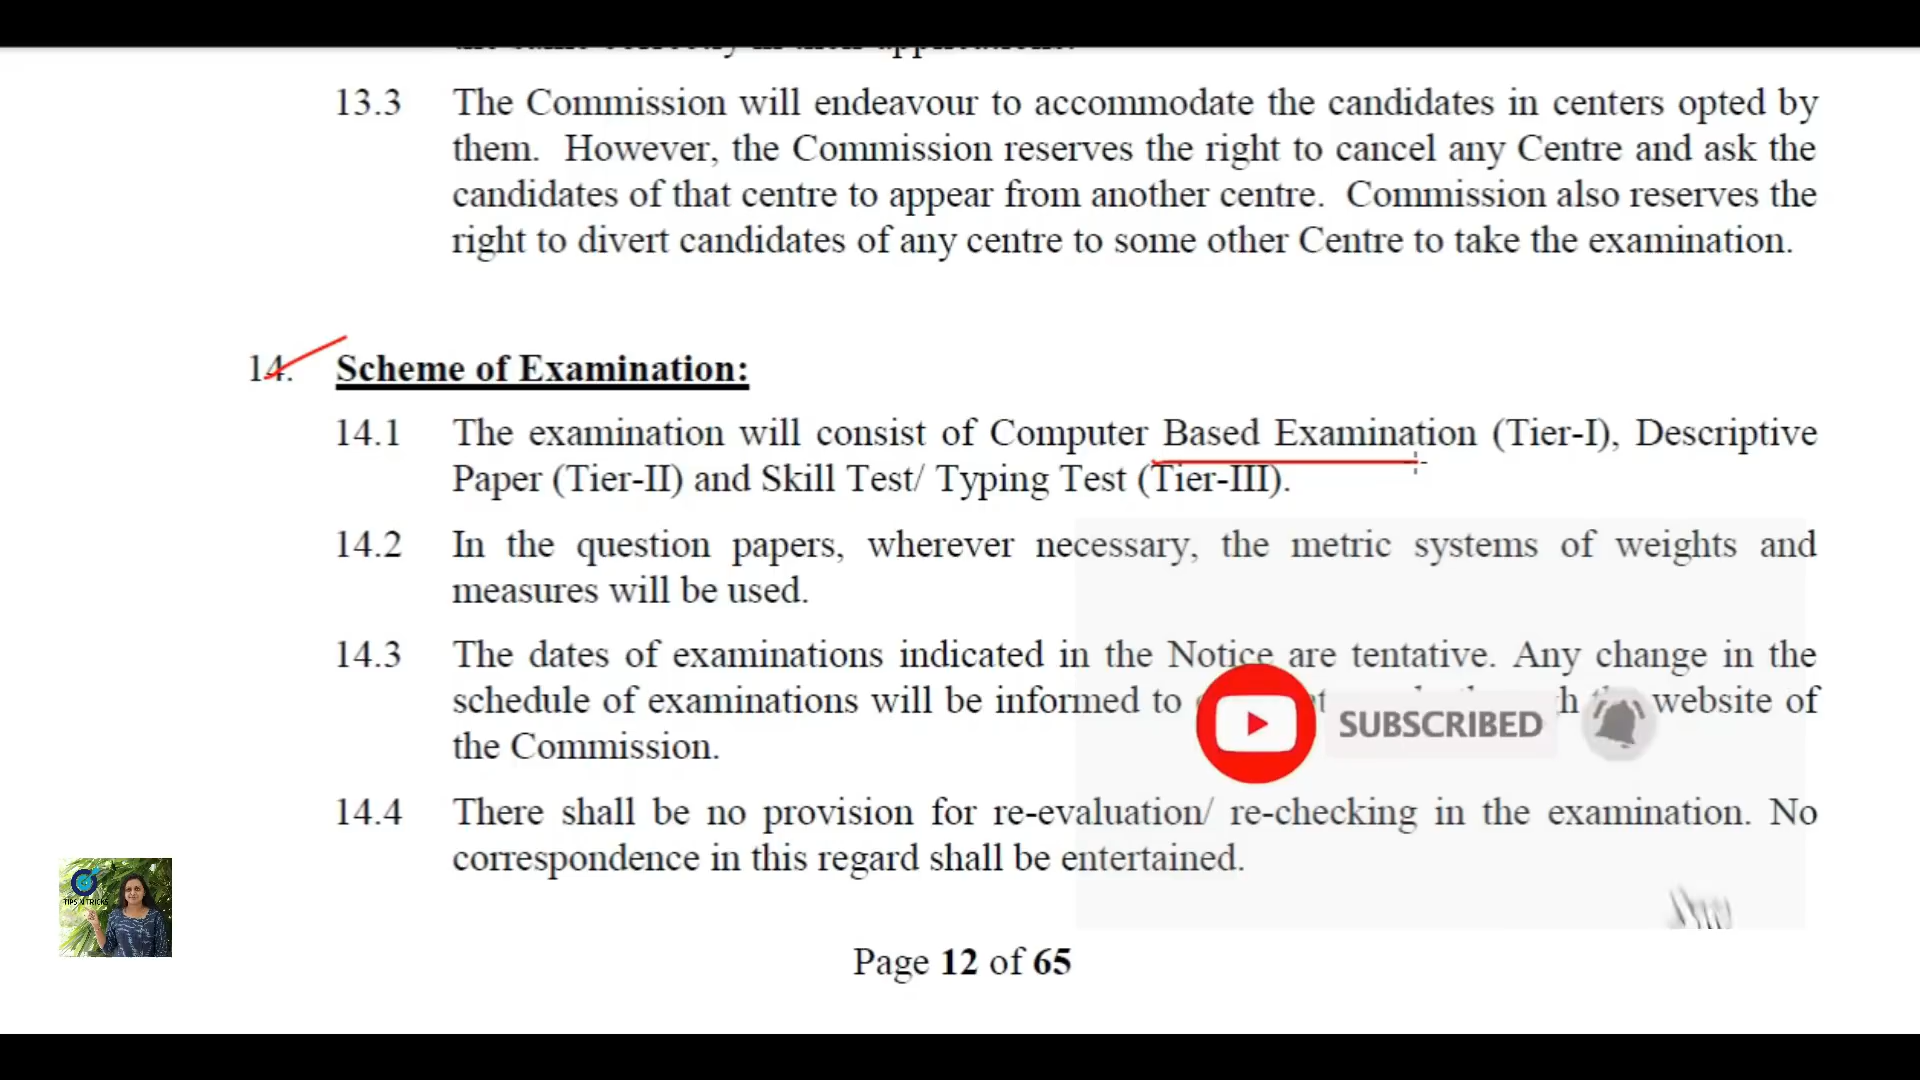 13.3 The Commission will endeavour to accommodate the candidates in centers opted by
them. However, the Commission reserves the right to cancel any Centre and ask the
candidates of that centre to appear from another centre. Commission also reserves the
right to divert candidates of any centre to some other Centre to take the examination.
14. Scheme of Examination:
14.1 The examination will consist of Computer Based Examination (Tier-I), Descriptive
Paper (Tier-II) and Skill Test/ Typing Test (Tier-III).
14.2 In the question papers, wherever necessary, the metric systems of weights and
measures will be used.
14.3 The dates of examinations indicated in the Notice are tentative. Any change in the
schedule of examinations will be informed to website of
SUBSCRIBED
the Commission.
14.4 There shall be no provision for re-evaluation/ re-checking in the examination. No
correspondence in this regard shall be entertained.
TIPS N TRICKS
Page 12 of 65